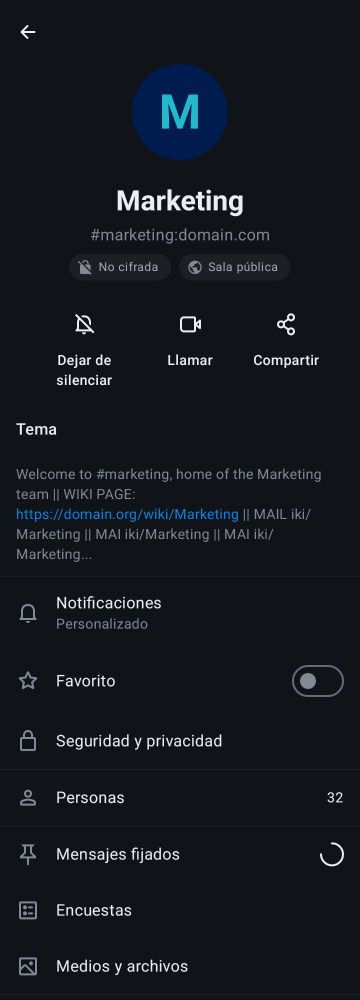 M
Marketing
#marketing:domain.com
No cifrada
Sala pública
Dejar de
silenciar
Llamar
Compartir
Tema
Welcome to #marketing, home of the Marketing
team || WIKI PAGE:
https://domain.org/wiki/Marketing || MAIL iki/
Marketing || MAI iki/Marketing || MAI iki/
Marketing...
Notificaciones
Personalizado
Favorito
Seguridad y privacidad
Personas 32
Mensajes fijados
Encuestas
Medios y archivos